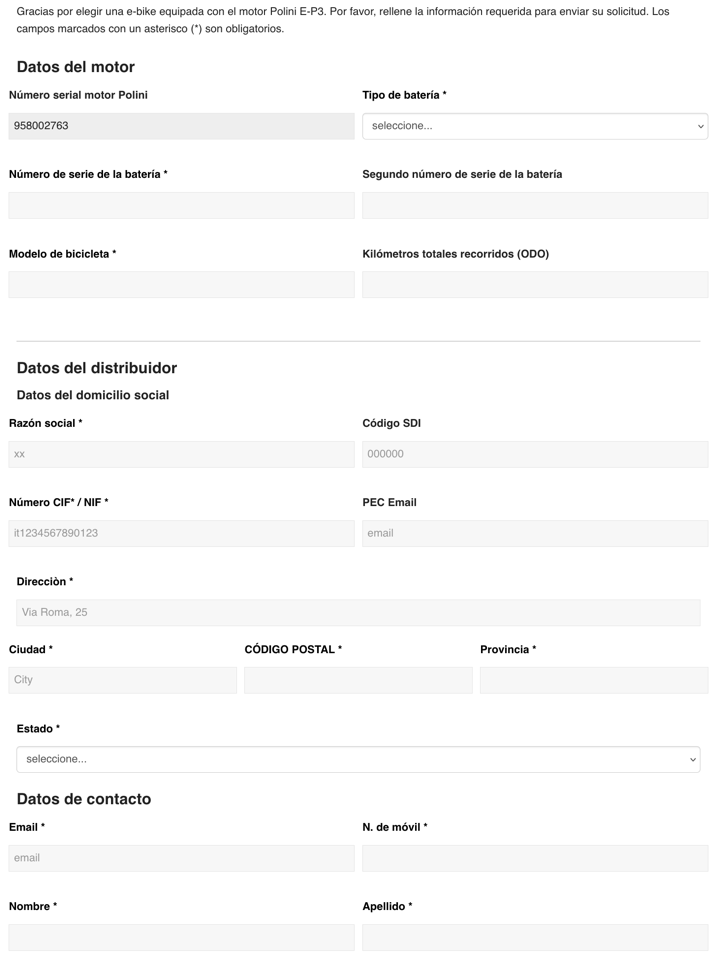 Gracias por elegir una e-bike equipada con el motor Polini E-P3. Por favor, rellene la información requerida para enviar su solicitud. Los
campos marcados con un asterisco (*) son obligatorios.
Datos del motor
Número serial motor Polini
Tipo de batería *
958002763
seleccione...
Número de serie de la batería *
Segundo número de serie de la batería
Modelo de bicicleta *
Kilómetros totales recorridos (ODO)
Datos del distribuidor
Datos del domicilio social
Razón social *
Código SDI
xx
000000
Número CIF* / NIF *
PEC Email
it1234567890123
email
Direcciòn *
Via Roma, 25
Ciudad *
CÓDIGO POSTAL *
Provincia *
City
Estado *
seleccione...
Datos de contacto
Email *
N. de móvil *
email
Nombre *
Apellido *